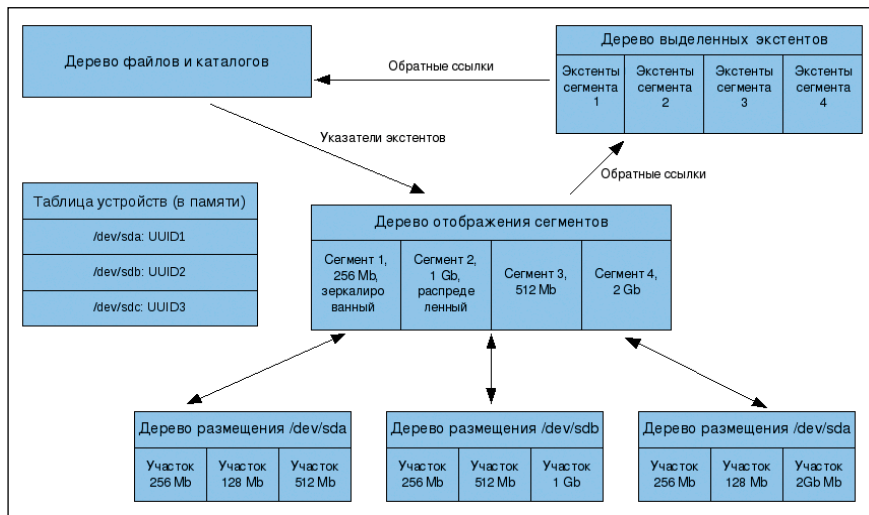 Дерево файлов и каталогов
Обратные ссылки
Дерево выделенных экстентов
Экстенты
сегмента
1
Экстенты
сегмента
2
Экстенты
сегмента
3
Экстенты
сегмента
4
Указатели экстентов
Обратные ссылки
Таблица устройств (в памяти)
/dev/sda: UUID1
/dev/sdb: UUID2
/dev/sdc: UUID3
Дерево отображения сегментов
Сегмент 1,
256 Mb,
зеркалиро
ванный
Сегмент 2,
1 Gb,
распреде
ленный
Сегмент 3,
512 Mb
Сегмент 4,
2 Gb
Дерево размещения /dev/sda
Участок
256 Mb
Участок
128 Mb
Участок
512 Mb
Дерево размещения /dev/sdb
Участок
256 Mb
Участок
512 Mb
Участок
1 Gb
Дерево размещения /dev/sda
Участок
256 Mb
Участок
128 Mb
Участок
2Gb Mb